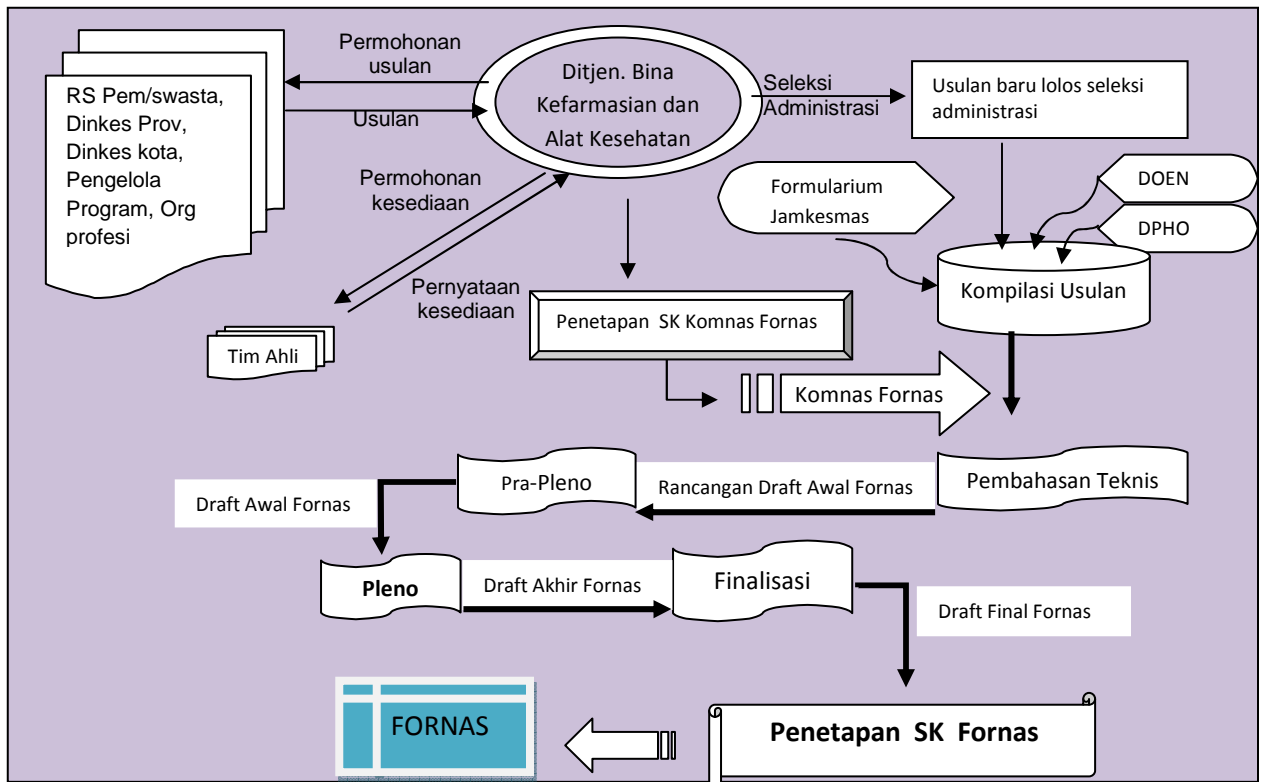 Permohonan
usulan
RS Pem/swasta,
Dinkes Prov,
Dinkes kota,
Pengelola
Program, Org
profesi
Usulan
Ditjen. Bina
Kefarmasian dan
Alat Kesehatan
Seleksi
Administrasi
Usulan baru lolos seleksi
administrasi
Permohonan
kesediaan
Formularium
Jamkesmas
DOEN
DPHO
Pernyataan
kesediaan
Kompilasi Usulan
Tim Ahli
Penetapan SK Komnas Fornas
Komnas Fornas
Pembahasan Teknis
Rancangan Draft Awal Fornas
Pra-Pleno
Draft Awal Fornas
Pleno
Draft Akhir Fornas
Finalisasi
Draft Final Fornas
Penetapan SK Fornas
FORNAS